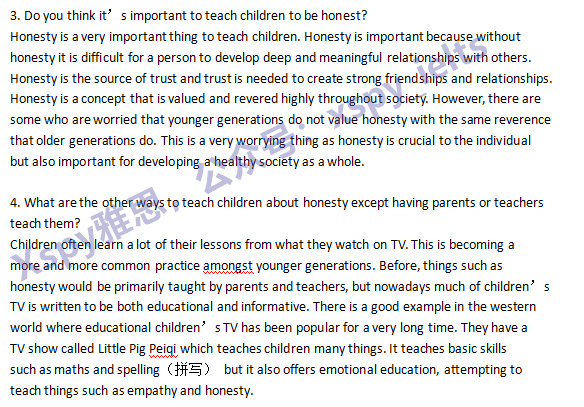 3. Do you think it’s important to teach children to be honest?
Honesty is a very important thing to teach children. Honesty is important because without
honesty it is difficult for a person to develop deep and meaningful relationships with others.
Honesty is the source of trust and trust is needed to create strong friendships and relationships.
Honesty is a concept that is valued and revered highly throughout society. However, there are
some who are worried that younger generations do not value honesty with the same reverence
that older generations do. This is a very worrying thing as honesty is crucial to the individual
but also important for developing a healthy society as a whole.
4. What are the other ways to teach children about honesty except having parents or teachers
teach them?
Children often learn a lot of their lessons from what they watch on TV. This is becoming a
more and more common practice amongst younger generations. Before, things such as
honesty would be primarily taught by parents and teachers, but nowadays much of children’s
TV is written to be both educational and informative. There is a good example in the western
world where educational children’s TV has been popular for a very long time. They have a
TV show called Little Pig Peiqi which teaches children many things. It teaches basic skills
such as maths and spelling（拼写） but it also offers emotional education, attempting to
teach things such as empathy and honesty.
xspy雅思，公众号：xspy_ielts